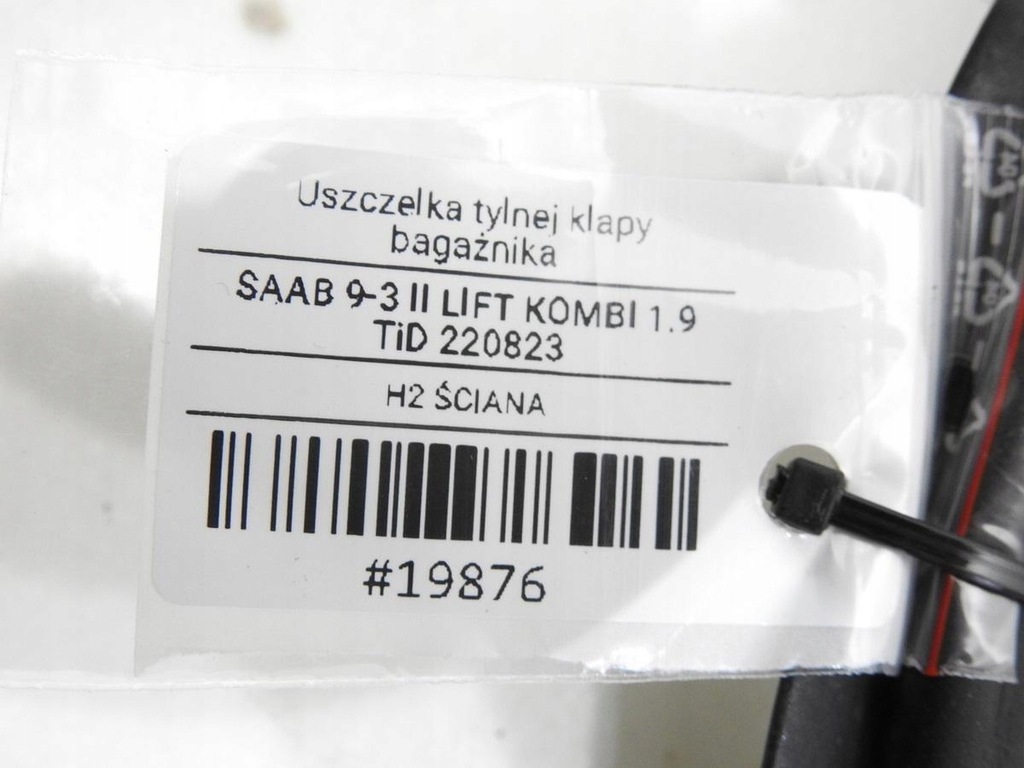 Uszczelka tylnej klapy
bagażnika
SAAB 9-3 II LIFT KOMBI 1.9
TiD 220823
H2 ŚCIANA
#19876